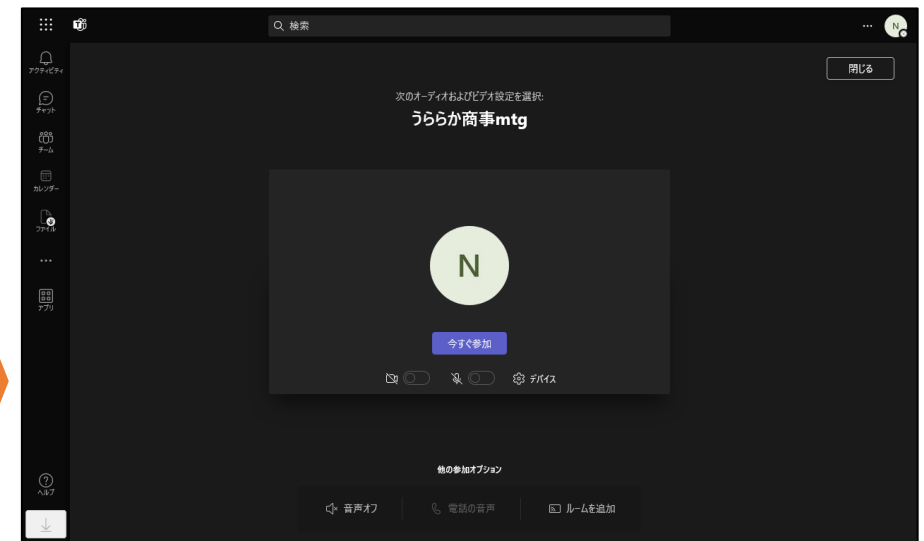 検索
N
アクティビティ
チャット
チーム
カレンダー
ファイル
アプリ
ヘルプ
閉じる
次のオーディオおよびビデオ設定を選択:
うららか商事mtg
N
今すぐ参加
デバイス
他の参加オプション
音声オフ
電話の音声
ルームを追加